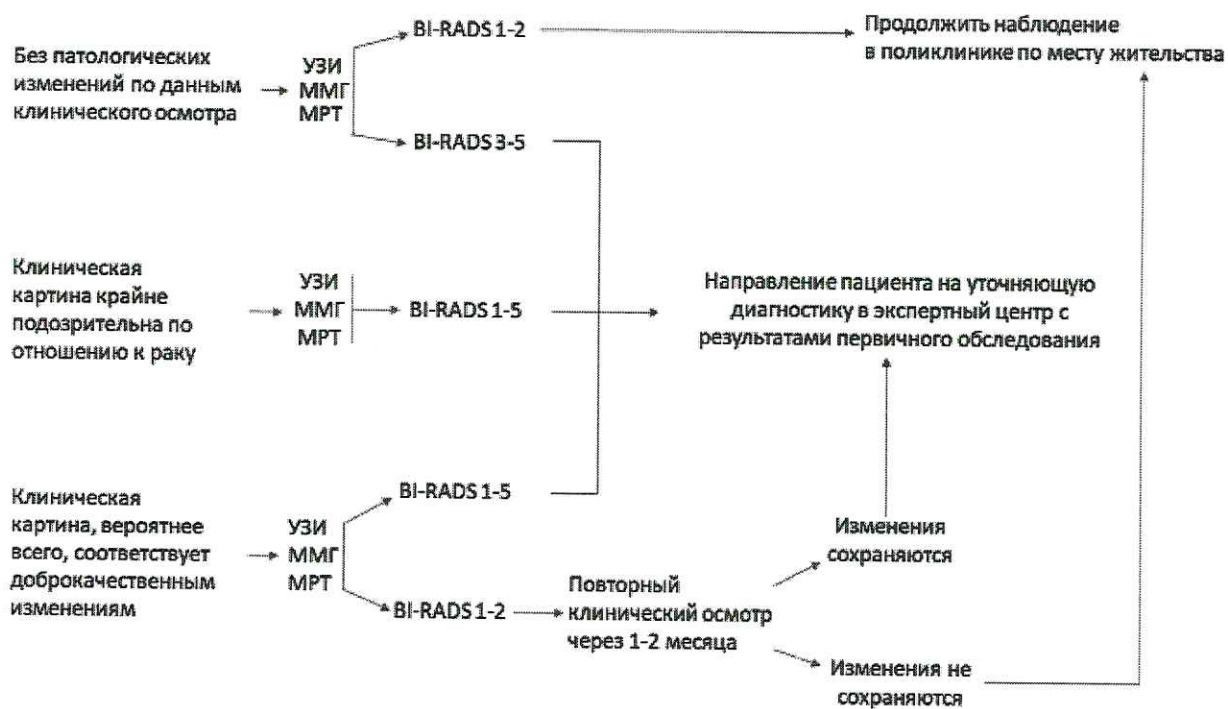 Без патологических
изменений по данным
клинического осмотра
УЗИ
ММГ
МРТ
BI-RADS 1-2
BI-RADS 3-5
Продолжить наблюдение
в поликлинике по месту жительства
Клиническая
картина крайне
подозрительна по
отношению к раку
УЗИ
ММГ
МРТ
BI-RADS 1-5
Направление пациента на уточняющую
диагностику в экспертный центр с
результатами первичного обследования
Клиническая
картина, вероятнее
всего, соответствует
доброкачественным
изменениям
УЗИ
ММГ
МРТ
BI-RADS 1-5
BI-RADS 1-2
Повторный
клинический осмотр
через 1-2 месяца
Изменения
сохраняются
Изменения не
сохраняются